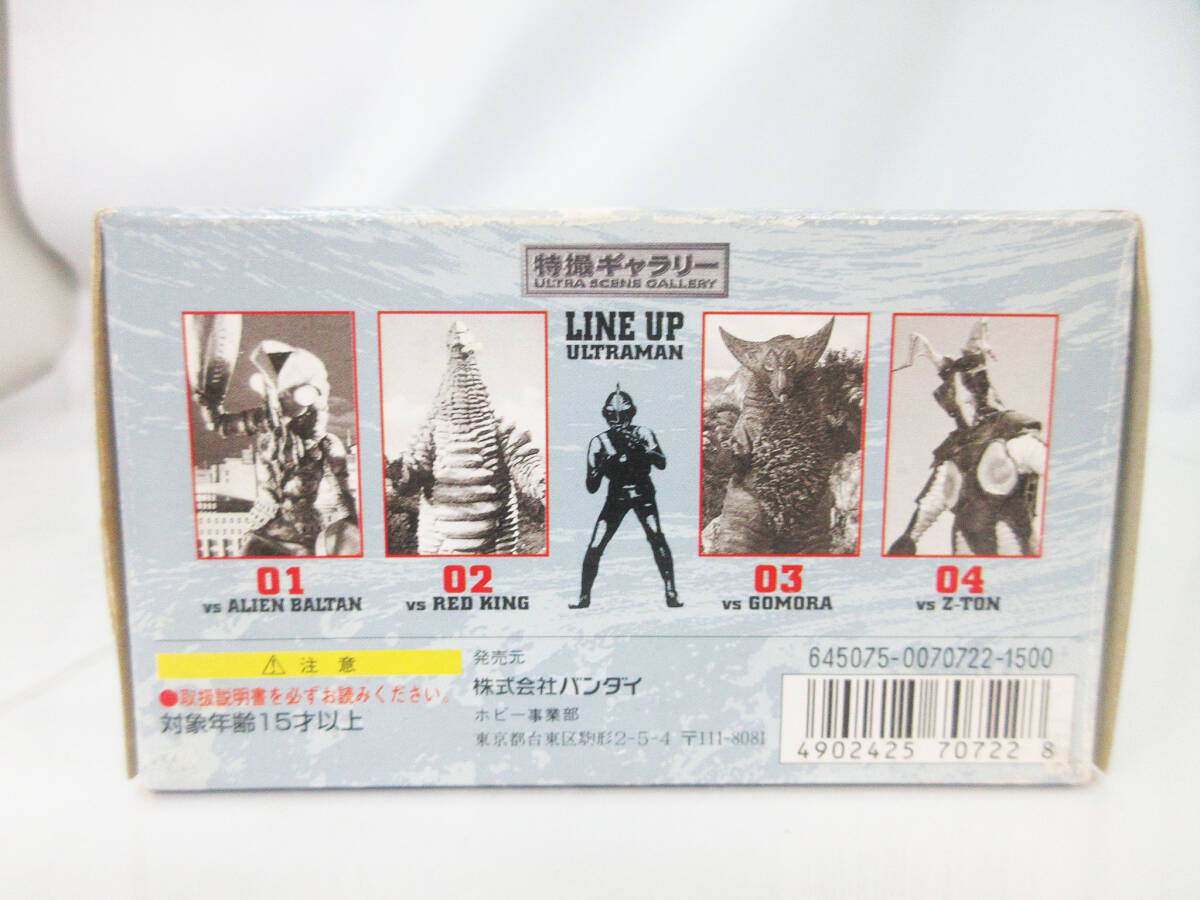 特撮ギャラリー
ULTRA SCENE GALLERY
LINE UP
ULTRAMAN
01
vs ALIEN BALTAN
02
vs RED KING
03
vs GOMORA
04
vs Z-TON
⚠ 注意
●取扱説明書を必ずお読みください。
対象年齢15才以上
発売元
株式会社バンダイ
ホビー事業部
東京都台東区駒形2-5-4 〒111-8081
645075-0070722-1500
4902425 70722 8